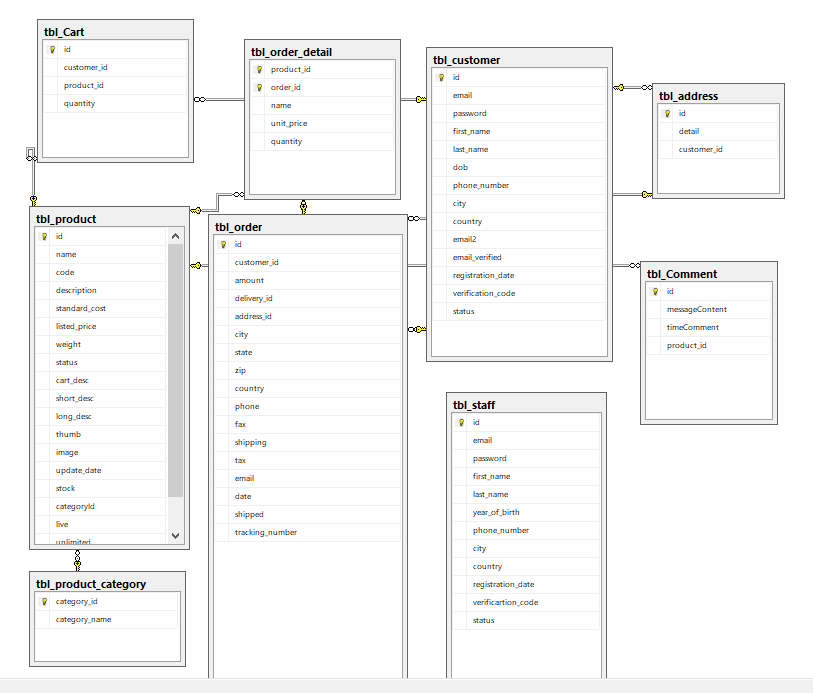 tbl_Cart
id
customer_id
product_id
quantity
tbl_order_detail
product_id
order_id
name
unit_price
quantity
tbl_customer
id
email
password
first_name
last_name
dob
phone_number
city
country
email2
email_verified
registration_date
verification_code
status
tbl_address
id
detail
customer_id
tbl_product
id
name
code
description
standard_cost
listed_price
weight
status
cart_desc
short_desc
long_desc
thumb
image
update_date
stock
categoryId
live
unlimited
tbl_order
id
customer_id
amount
delivery_id
address_id
city
state
zip
country
phone
fax
shipping
tax
email
date
shipped
tracking_number
tbl_Comment
id
messageContent
timeComment
product_id
tbl_staff
id
email
password
first_name
last_name
year_of_birth
phone_number
city
country
registration_date
verificartion_code
status
tbl_product_category
category_id
category_name